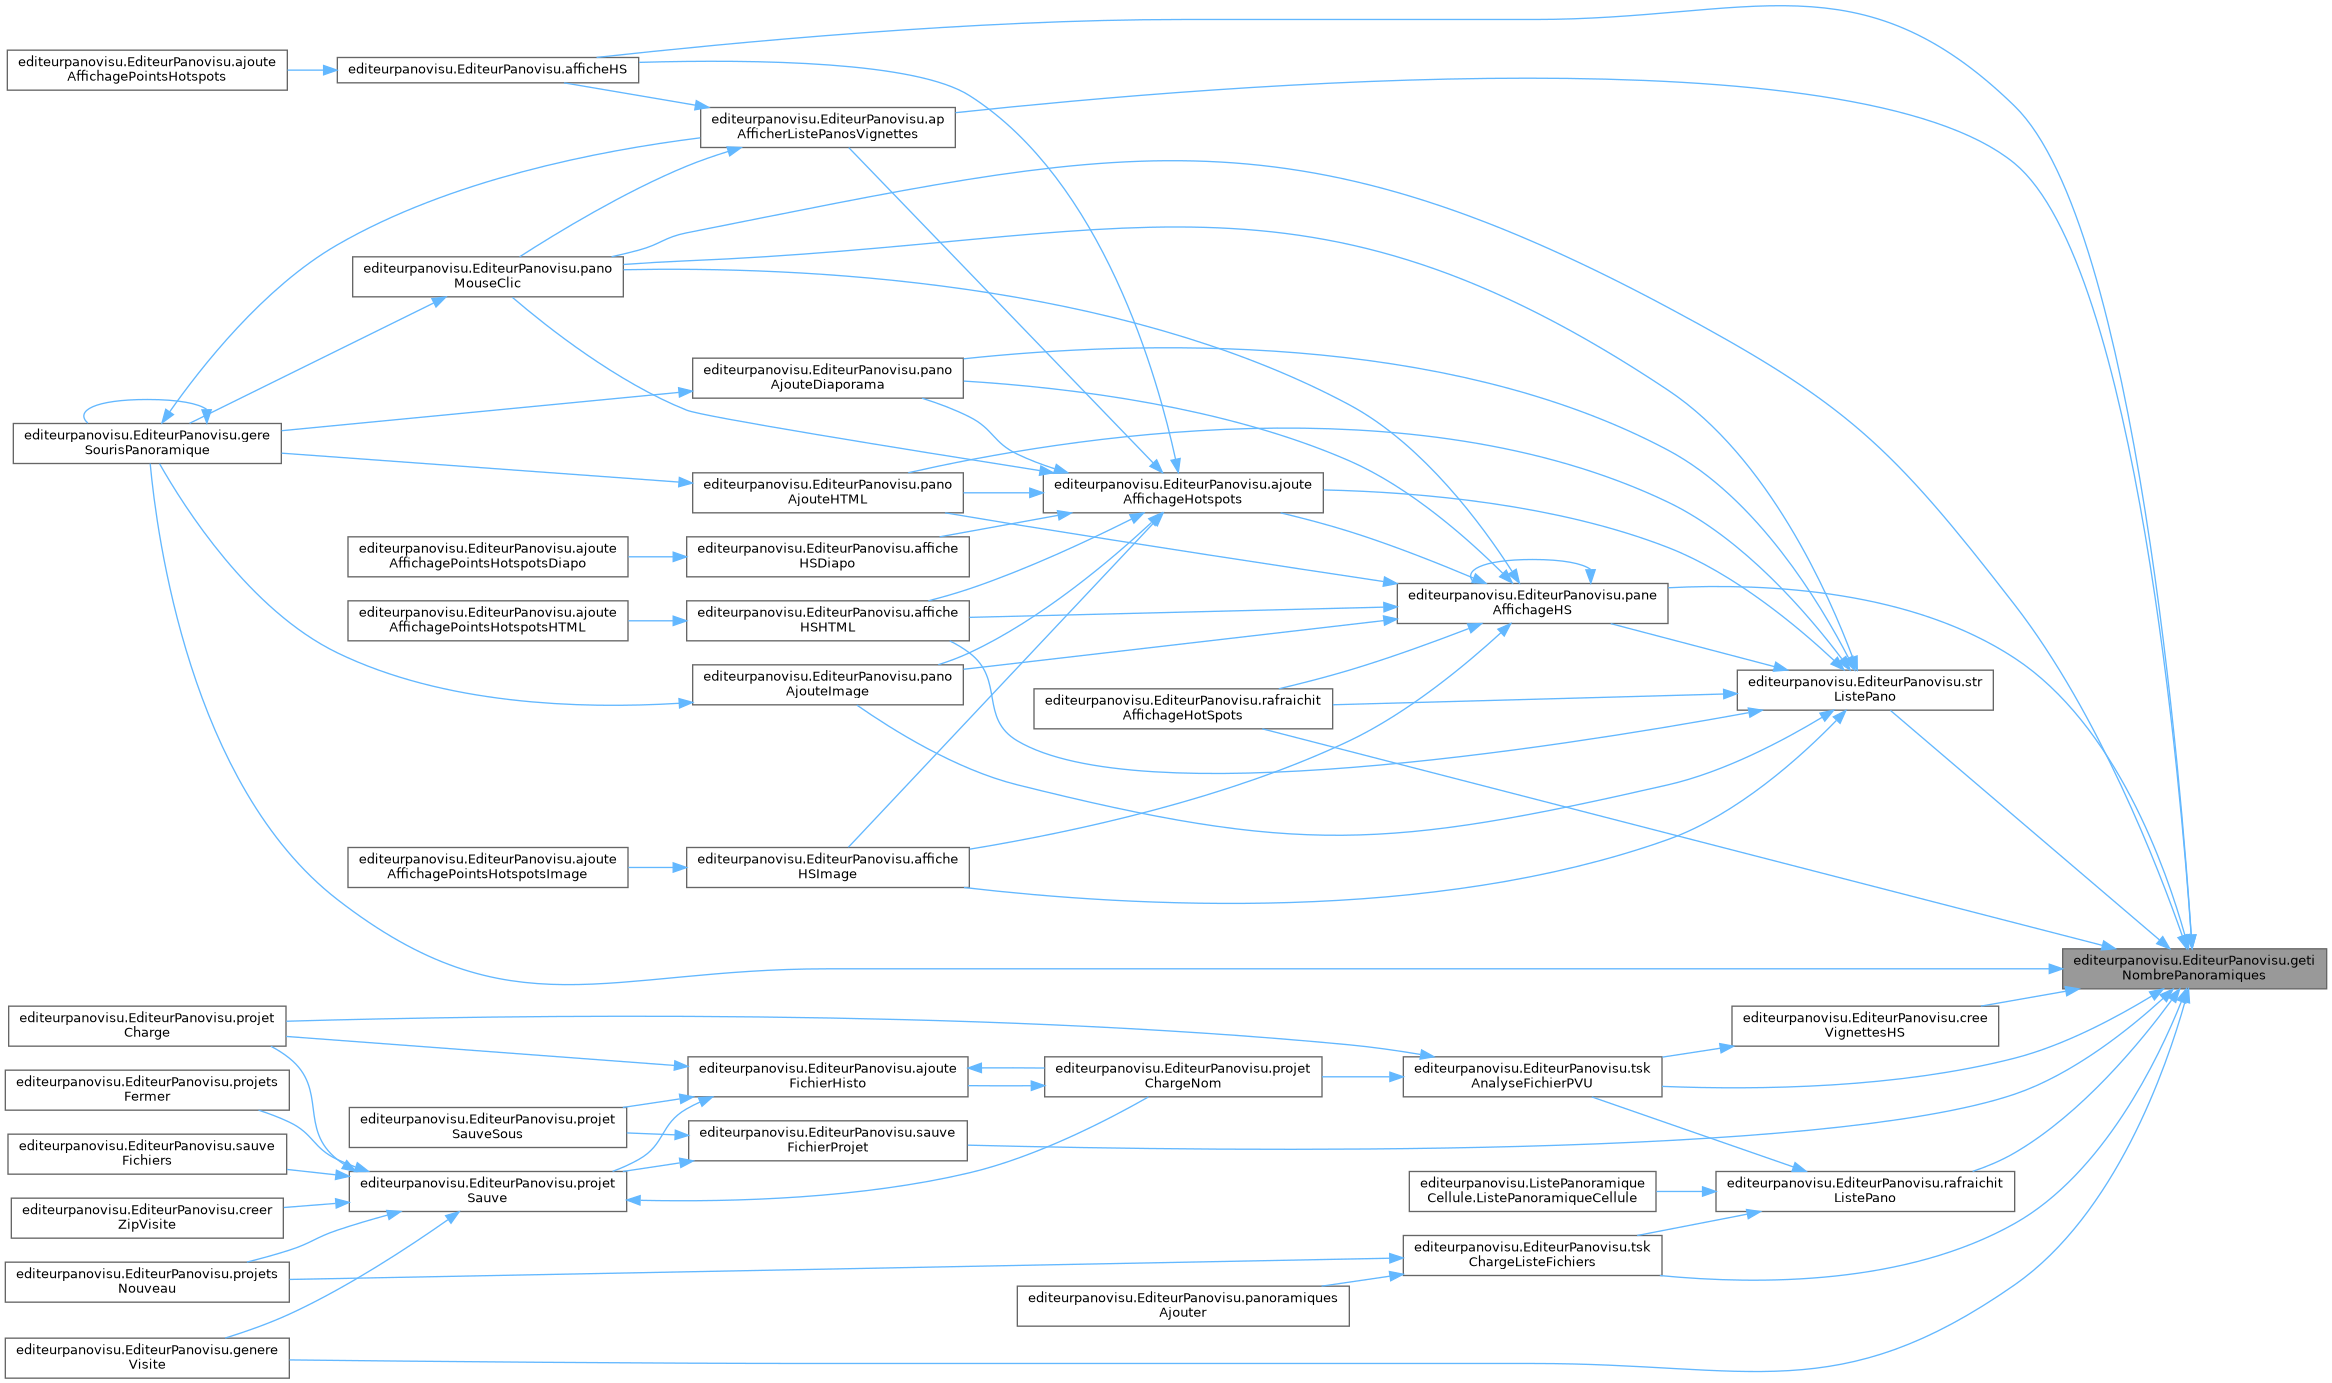 editeurpanovisu.EditeurPanovisu.ajoute
AffichagePointsHotspots
editeurpanovisu.EditeurPanovisu.afficheHS
editeurpanovisu.EditeurPanovisu.ap
AfficherListePanosVignettes
editeurpanovisu.EditeurPanovisu.pano
MouseClic
editeurpanovisu.EditeurPanovisu.pano
AjouteDiaporama
editeurpanovisu.EditeurPanovisu.gere
SourisPanoramique
editeurpanovisu.EditeurPanovisu.pano
AjouteHTML
editeurpanovisu.EditeurPanovisu.ajoute
AffichageHotspots
editeurpanovisu.EditeurPanovisu.ajoute
AffichagePointsHotspotsDiapo
editeurpanovisu.EditeurPanovisu.affiche
HSDiapo
editeurpanovisu.EditeurPanovisu.pane
AffichageHS
editeurpanovisu.EditeurPanovisu.ajoute
AffichagePointsHotspotsHTML
editeurpanovisu.EditeurPanovisu.affiche
HSHTML
editeurpanovisu.EditeurPanovisu.pano
AjouteImage
editeurpanovisu.EditeurPanovisu.rafraichit
AffichageHotSpots
editeurpanovisu.EditeurPanovisu.str
ListePano
editeurpanovisu.EditeurPanovisu.ajoute
AffichagePointsHotspotsImage
editeurpanovisu.EditeurPanovisu.affiche
HSImage
editeurpanovisu.EditeurPanovisu.geti
NombrePanoramiques
editeurpanovisu.EditeurPanovisu.projet
Charge
editeurpanovisu.EditeurPanovisu.cree
VignettesHS
editeurpanovisu.EditeurPanovisu.projets
Fermer
editeurpanovisu.EditeurPanovisu.ajoute
FichierHisto
editeurpanovisu.EditeurPanovisu.projet
ChargeNom
editeurpanovisu.EditeurPanovisu.tsk
AnalyseFichierPVU
editeurpanovisu.EditeurPanovisu.projet
SauveSous
editeurpanovisu.EditeurPanovisu.sauve
FichierProjet
editeurpanovisu.EditeurPanovisu.sauve
Fichiers
editeurpanovisu.EditeurPanovisu.projet
Sauve
editeurpanovisu.ListePanoramique
Cellule.ListePanoramiqueCellule
editeurpanovisu.EditeurPanovisu.rafraichit
ListePano
editeurpanovisu.EditeurPanovisu.creer
ZipVisite
editeurpanovisu.EditeurPanovisu.tsk
ChargeListeFichiers
editeurpanovisu.EditeurPanovisu.projets
Nouveau
editeurpanovisu.EditeurPanovisu.panoramiques
Ajouter
editeurpanovisu.EditeurPanovisu.genere
Visite